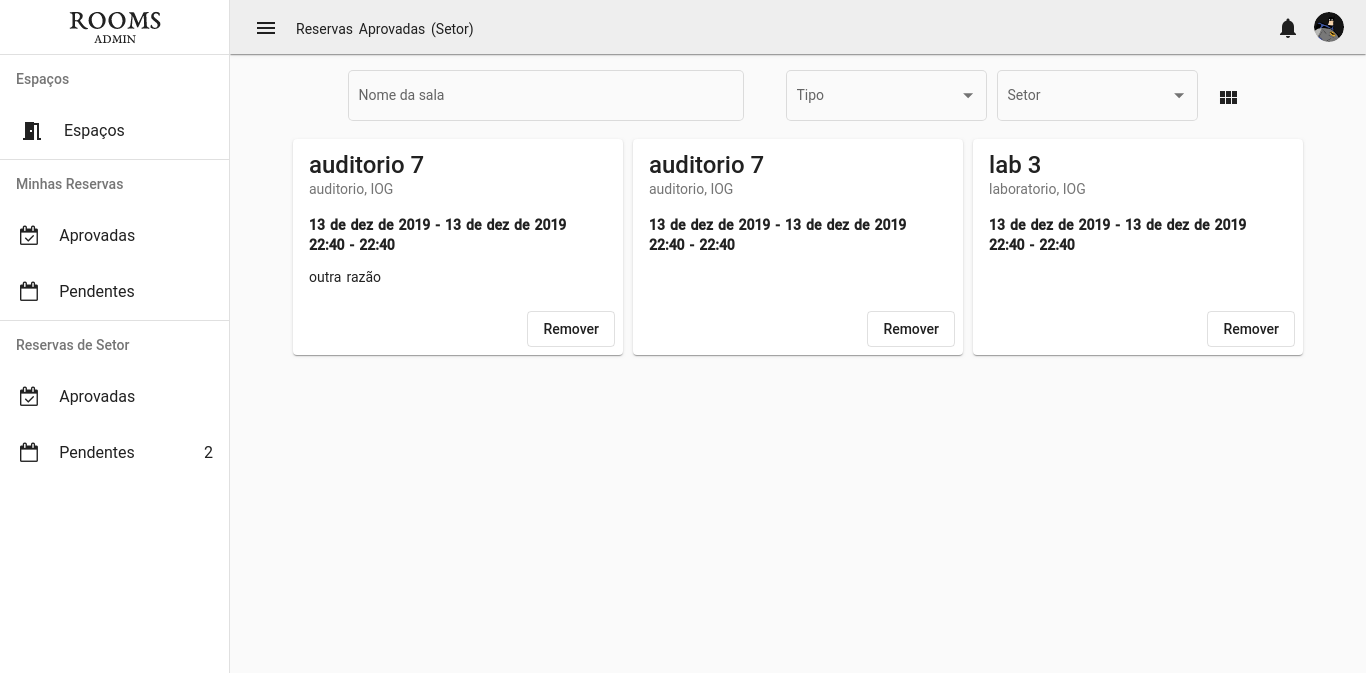 ROOMS
ADMIN
Espaços
Espaços
Minhas Reservas
Aprovadas
Pendentes
Reservas de Setor
Aprovadas
Pendentes 2
Reservas Aprovadas (Setor)
Nome da sala
Tipo
Setor
auditorio 7
auditorio, IOG
13 de dez de 2019 - 13 de dez de 2019
22:40 - 22:40
outra razão
Remover
auditorio 7
auditorio, IOG
13 de dez de 2019 - 13 de dez de 2019
22:40 - 22:40
Remover
lab 3
laboratorio, IOG
13 de dez de 2019 - 13 de dez de 2019
22:40 - 22:40
Remover